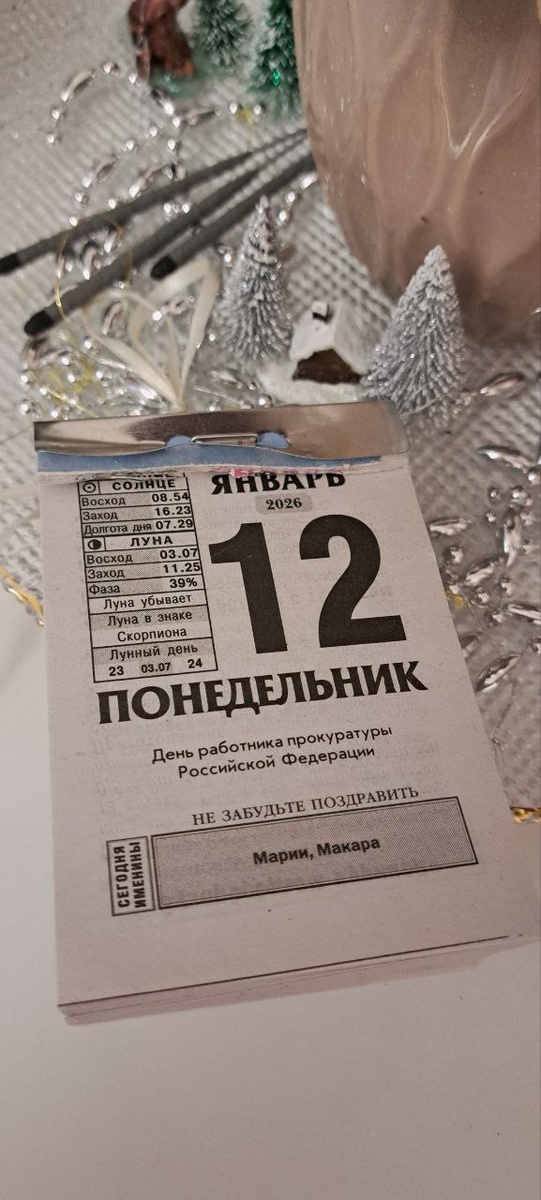 СОЛНЦЕ
Восход 08.54
Заход 16.23
Долгота дня 07.29
ЛУНА
Восход 03.07
Заход 11.25
Фаза 39%
Луна убывает
Луна в знаке
Скорпиона
Лунный день
23 03.07 24
ЯНВАРЬ
2026
12
ПОНЕДЕЛЬНИК
День работника прокуратуры
Российской Федерации
НЕ ЗАБУДЬТЕ ПОЗДРАВИТЬ
СЕГОДНЯ
ИМЕНИНЫ
Марии, Макара